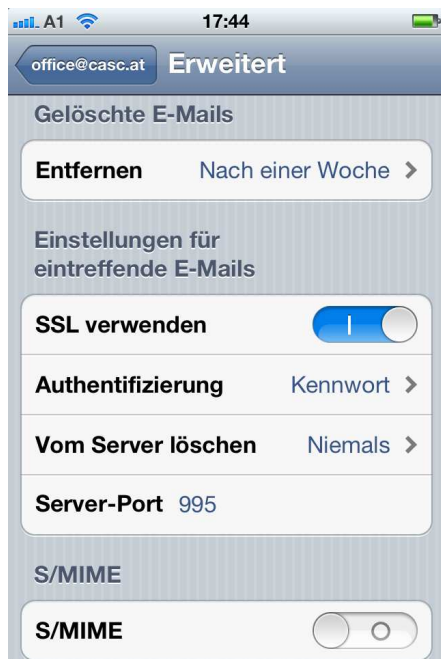 A1 17:44
office@casc.at Erweitert
Gelöschte E-Mails
Entfernen Nach einer Woche
Einstellungen für
eintreffende E-Mails
SSL verwenden
Authentifizierung Kennwort
Vom Server löschen Niemals
Server-Port 995
S/MIME
S/MIME